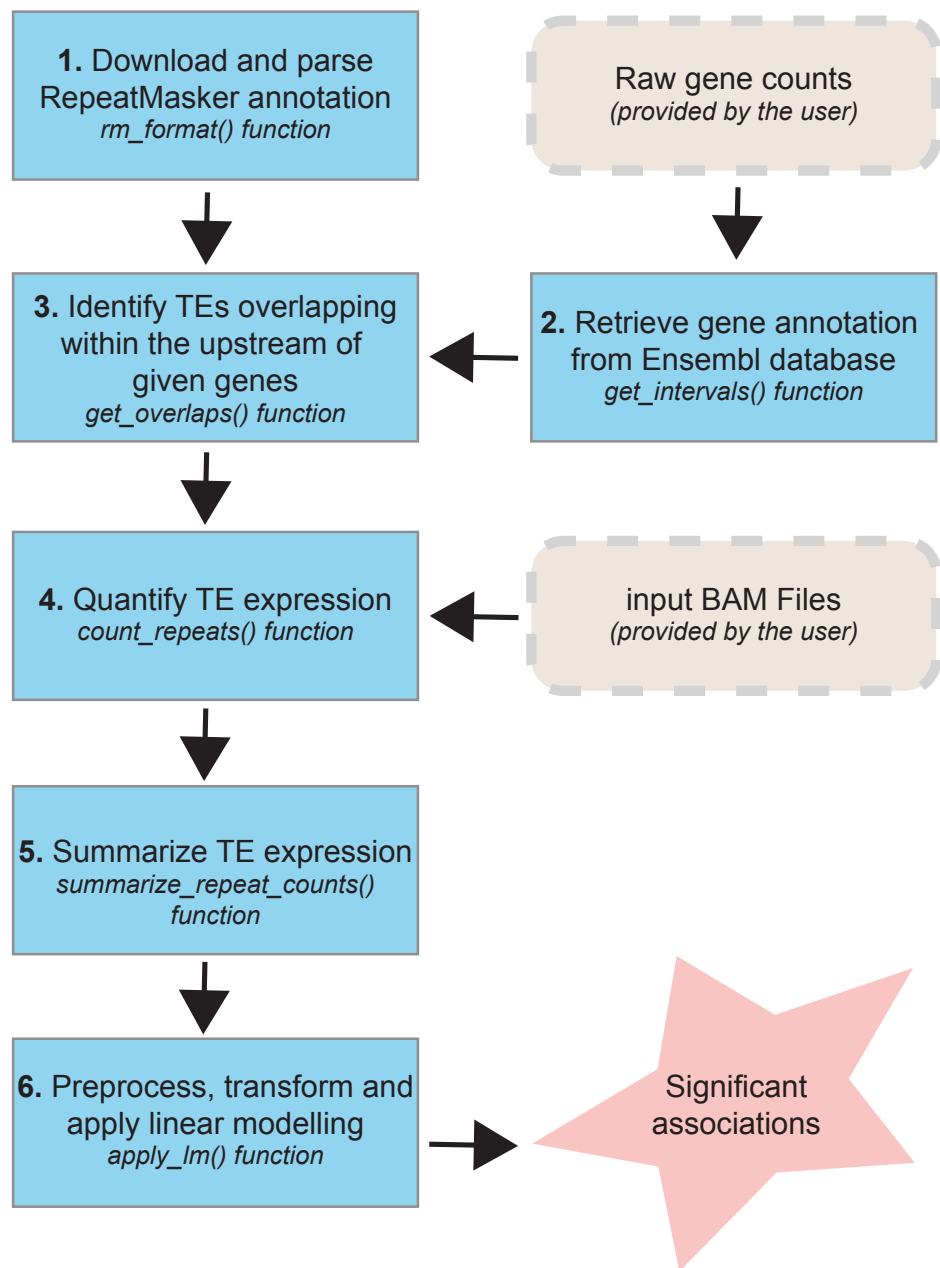 1. Download and parse
RepeatMasker annotation
rm_format() function
Raw gene counts
(provided by the user)
3. Identify TEs overlapping
within the upstream of
given genes
get_overlaps() function
2. Retrieve gene annotation
from Ensembl database
get_intervals() function
4. Quantify TE expression
count_repeats() function
input BAM Files
(provided by the user)
5. Summarize TE expression
summarize_repeat_counts()
function
6. Preprocess, transform and
apply linear modelling
apply_lm() function
Significant
associations